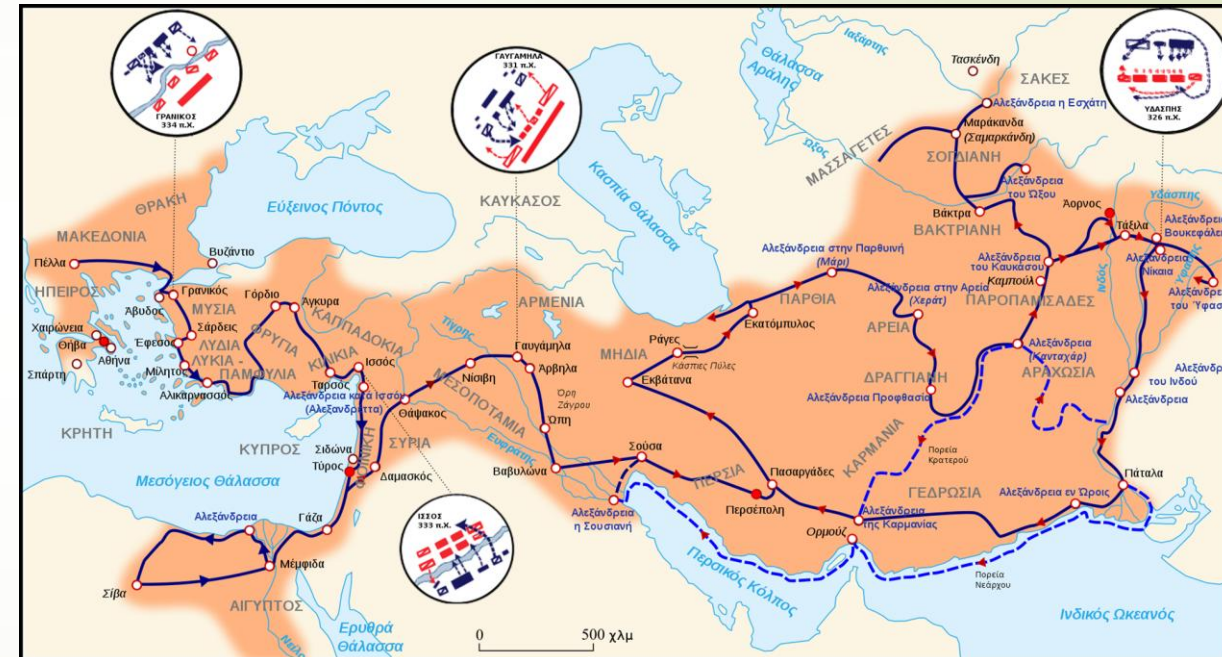 ΓΡΑΝΙΚΟΣ
334 π.Χ.
ΓΑΥΓΑΜΗΛΑ
331 π.Χ.
ΥΔΑΣΠΗΣ
326 π.Χ.
ΙΣΣΟΣ
333 π.Χ.
Ιαξάρτης
Θάλασσα
Αράλης
Τασκένδη
ΣΑΚΕΣ
Αλεξάνδρεια η Εσχάτη
Μαράκανδα
(Σαμαρκάνδη)
ΜΑΣΣΑΓΕΤΕΣ
Ώξος
ΣΟΓΔΙΑΝΗ
Αλεξάνδρεια
του Ώξου
Βάκτρα
ΒΑΚΤΡΙΑΝΗ
Άορνος
Υδάσπης
Τάξιλα
Αλεξάνδρεια
Βουκεφάλεια
Αλεξάνδρεια
Νίκαια
Ινδός
Αλεξάνδρεια
του Καυκάσου
Καμπούλ
ΠΑΡΟΠΑΜΙΣΑΔΕΣ
Αλεξάνδρεια στην Παρθυινή
(Μάρι)
ΠΑΡΘΙΑ
Αλεξάνδρεια στην Αρεία
(Χεράτ)
ΑΡΕΙΑ
Εκατόμπυλος
Ράγες
Κάσπιες Πύλες
ΜΗΔΙΑ
Εκβάτανα
ΔΡΑΓΓΙΑΝΗ
Αλεξάνδρεια Προφθασία
Αλεξάνδρεια
(Κανταχάρ)
ΑΡΑΧΩΣΙΑ
του Ινδού
Αλεξάνδρεια
Πάταλα
ΘΡΑΚΗ
ΜΑΚΕΔΟΝΙΑ
Πέλλα
ΗΠΕΙΡΟΣ
Εύξεινος Πόντος
Βυζάντιο
ΚΑΥΚΑΣΟΣ
Κασπία Θάλασσα
Γρανικός
Άβυδος
ΜΥΣΙΑ
Σάρδεις
ΛΥΔΙΑ
Έφεσος
Μίλητος
ΛΥΚΙΑ -
ΠΑΜΦΥΛΙΑ
Αλικαρνασσός
Χαιρώνεια
Θήβα
Αθήνα
Σπάρτη
ΚΡΗΤΗ
Γόρδιο
Άγκυρα
ΦΡΥΓΙΑ
ΚΑΠΠΑΔΟΚΙΑ
ΚΙΛΙΚΙΑ
Ισσός
Ταρσός
Αλεξάνδρεια κατά Ισσόν
(Αλεξανδρέττα)
ΑΡΜΕΝΙΑ
Τίγρης
Γαυγάμηλα
Άρβηλα
Νίσιβη
ΜΕΣΟΠΟΤΑΜΙΑ
Όρη
Ζάγρου
Ώπη
Θάψακος
ΣΥΡΙΑ
Ευφράτης
ΚΥΠΡΟΣ
Σιδώνα
Τύρος
ΦΟΙΝΙΚΗ
Δαμασκός
Βαβυλώνα
Σούσα
Μεσόγειος Θάλασσα
Αλεξάνδρεια
Γάζα
Μέμφιδα
Σίβα
ΑΙΓΥΠΤΟΣ
Ερυθρά
Θάλασσα
Αλεξάνδρεια
η Σουσιανή
ΠΕΡΣΙΑ
Πασαργάδες
Περσέπολη
Περσικός Κόλπος
ΚΑΡΜΑΝΙΑ
Πορεία
Κρατερού
ΓΕΔΡΩΣΙΑ
Αλεξάνδρεια εν Ώροις
Αλεξάνδρεια
της Καρμανίας
Ορμούζ
Πορεία
Νεάρχου
Ινδικός Ωκεανός
0 500 χλμ